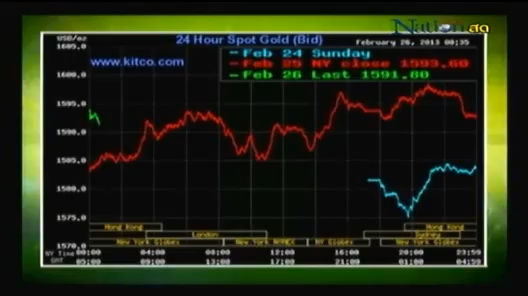 Nation
24 Hour Spot Gold (Bid)
USD/oz
February 26, 2013 00:35
1605.0
www.kitco.com
Feb 24 Sunday
Feb 25 NY close 1593.60
Feb 26 Last 1591.80
1600.0
1595.0
1590.0
1585.0
1580.0
1575.0
1570.0
Hong Kong
Hong Kong
London
Sydney
New York Globex
New York NYMEX
NY Globex
New York Globex
NY Time
00:00 04:00 08:00 12:00 16:00 20:00 23:59
GMT
05:00 09:00 13:00 17:00 21:00 01:00 04:59